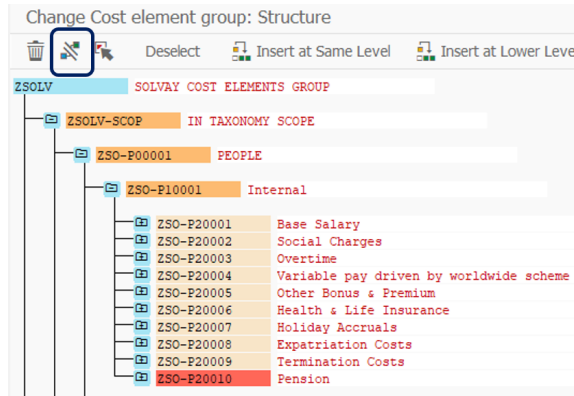 Change Cost element group: Structure
Deselect Insert at Same Level Insert at Lower Leve
ZSOLV SOLVAY COST ELEMENTS GROUP
ZSOLV-SCOP IN TAXONOMY SCOPE
ZSO-P00001 PEOPLE
ZSO-P10001 Internal
ZSO-P20001 Base Salary
ZSO-P20002 Social Charges
ZSO-P20003 Overtime
ZSO-P20004 Variable pay driven by worldwide scheme
ZSO-P20005 Other Bonus & Premium
ZSO-P20006 Health & Life Insurance
ZSO-P20007 Holiday Accruals
ZSO-P20008 Expatriation Costs
ZSO-P20009 Termination Costs
ZSO-P20010 Pension